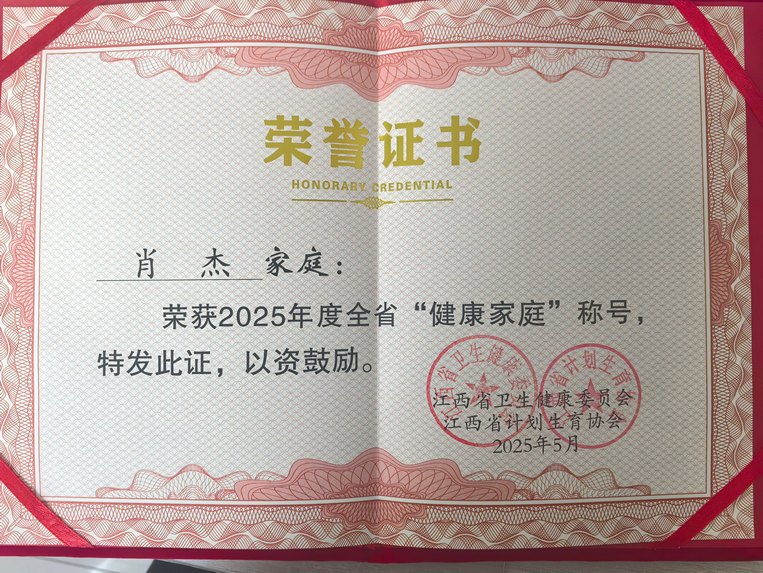 荣誉证书
HONORARY CREDENTIAL
肖 杰 家庭：
荣获2025年度全省“健康家庭”称号，
特发此证，以资鼓励。
江西省卫生健康委员会
江西省计划生育协会
2025年5月